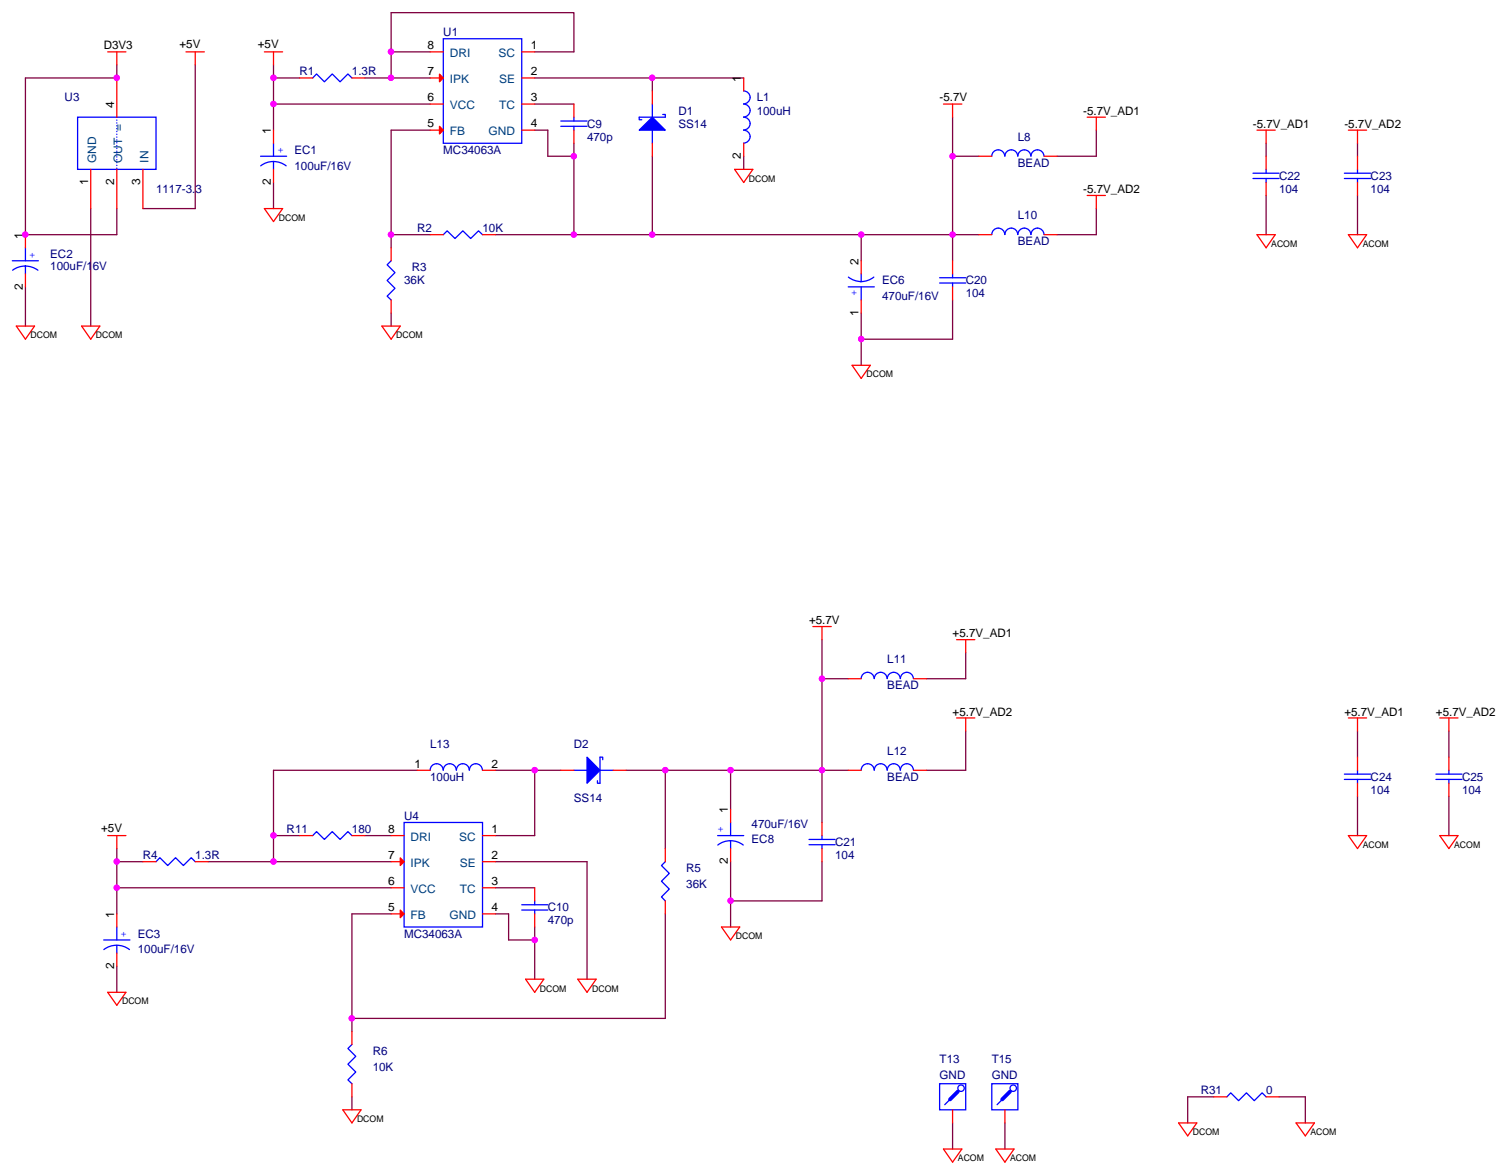 D3V3
+5V
U3
4
GND
OUT
IN
1
2
3
1117-3.3
1
EC2
100uF/16V
2
DCOM
DCOM
+5V
R1
1.3R
1
EC1
100uF/16V
2
DCOM
U1
8
DRI
SC
1
7
IPK
SE
2
6
VCC
TC
3
5
FB
GND
4
MC34063A
C9
470p
D1
SS14
1
L1
100uH
2
DCOM
R2
10K
R3
36K
DCOM
-5.7V
L8
BEAD
-5.7V_AD1
L10
BEAD
-5.7V_AD2
2
EC6
470uF/16V
1
C20
104
DCOM
-5.7V_AD1
C22
104
ACOM
-5.7V_AD2
C23
104
ACOM
+5.7V
+5.7V_AD1
L11
BEAD
+5.7V_AD2
L12
BEAD
L13
1
2
100uH
D2
SS14
+5V
R4
1.3R
R11
180
U4
8
DRI
SC
1
7
IPK
SE
2
6
VCC
TC
3
5
FB
GND
4
MC34063A
1
EC3
100uF/16V
2
DCOM
C10
470p
DCOM
DCOM
R5
36K
1
470uF/16V
EC8
2
C21
104
DCOM
R6
10K
DCOM
+5.7V_AD1
C24
104
ACOM
+5.7V_AD2
C25
104
ACOM
T13
GND
ACOM
T15
GND
ACOM
R31
0
DCOM
ACOM